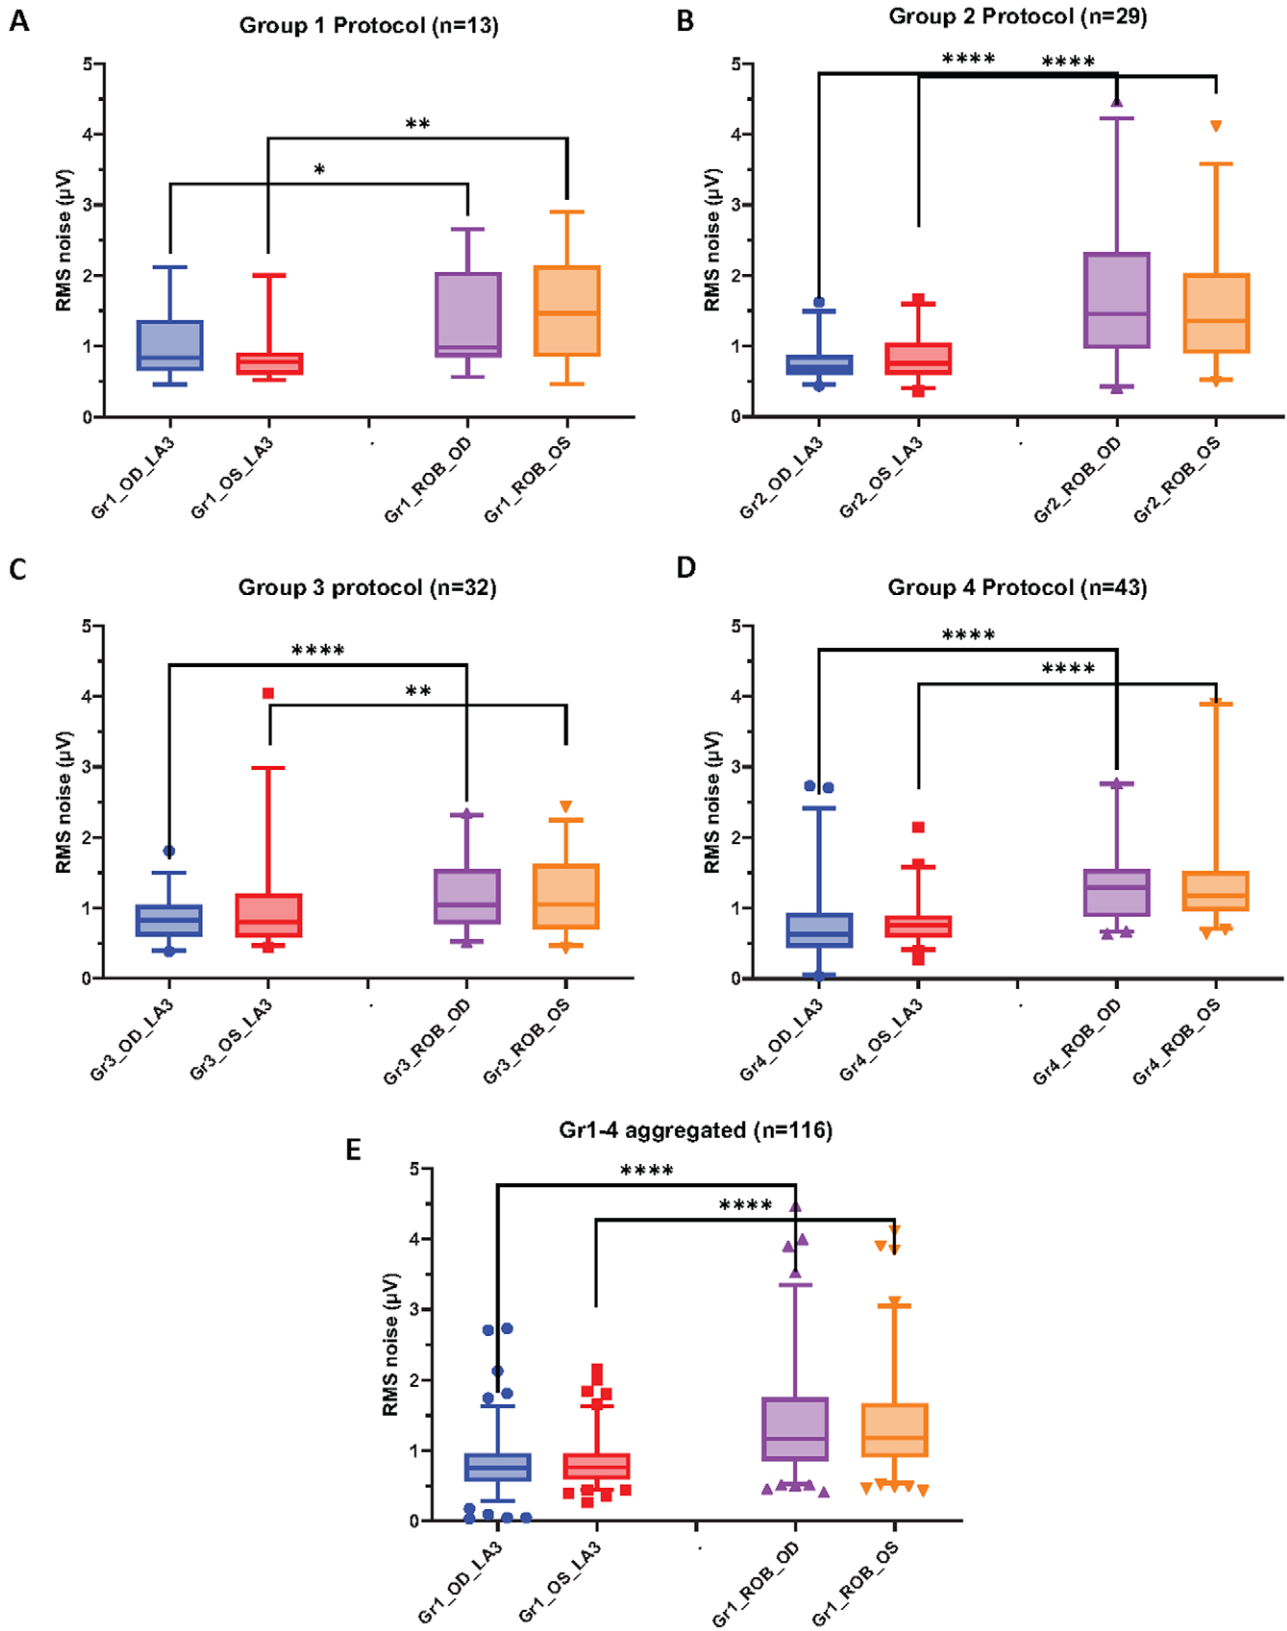 A
Group 1 Protocol (n=13)
RMS noise (µV)
5
4
3
2
1
0
**
*
Gr1_OD_LA3
Gr1_OS_LA3
.
Gr1_ROB_OD
Gr1_ROB_OS
B
Group 2 Protocol (n=29)
RMS noise (µV)
5
4
3
2
1
0
**** ****
Gr2_OD_LA3
Gr2_OS_LA3
.
Gr2_ROB_OD
Gr2_ROB_OS
C
Group 3 protocol (n=32)
RMS noise (µV)
5
4
3
2
1
0
****
**
Gr3_OD_LA3
Gr3_OS_LA3
.
Gr3_ROB_OD
Gr3_ROB_OS
D
Group 4 Protocol (n=43)
RMS noise (µV)
5
4
3
2
1
0
****
****
Gr4_OD_LA3
Gr4_OS_LA3
.
Gr4_ROB_OD
Gr4_ROB_OS
E
Gr1-4 aggregated (n=116)
RMS noise (µV)
5
4
3
2
1
0
****
****
Gr1_OD_LA3
Gr1_OS_LA3
.
Gr1_ROB_OD
Gr1_ROB_OS